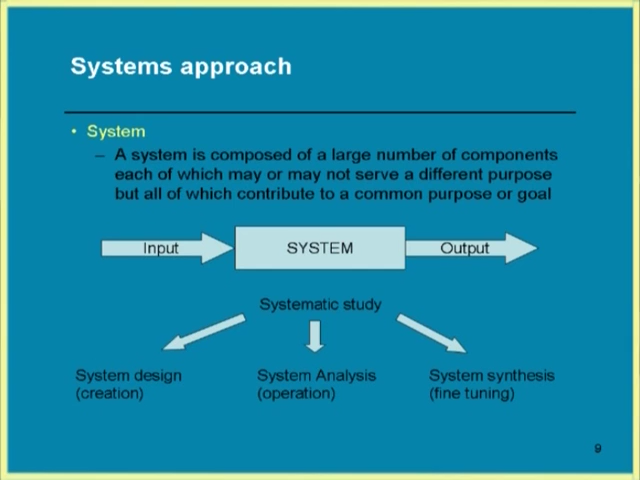 Systems approach
• System
– A system is composed of a large number of components
each of which may or may not serve a different purpose
but all of which contribute to a common purpose or goal
Input SYSTEM Output
Systematic study
System design System Analysis System synthesis
(creation) (operation) (fine tuning)
9